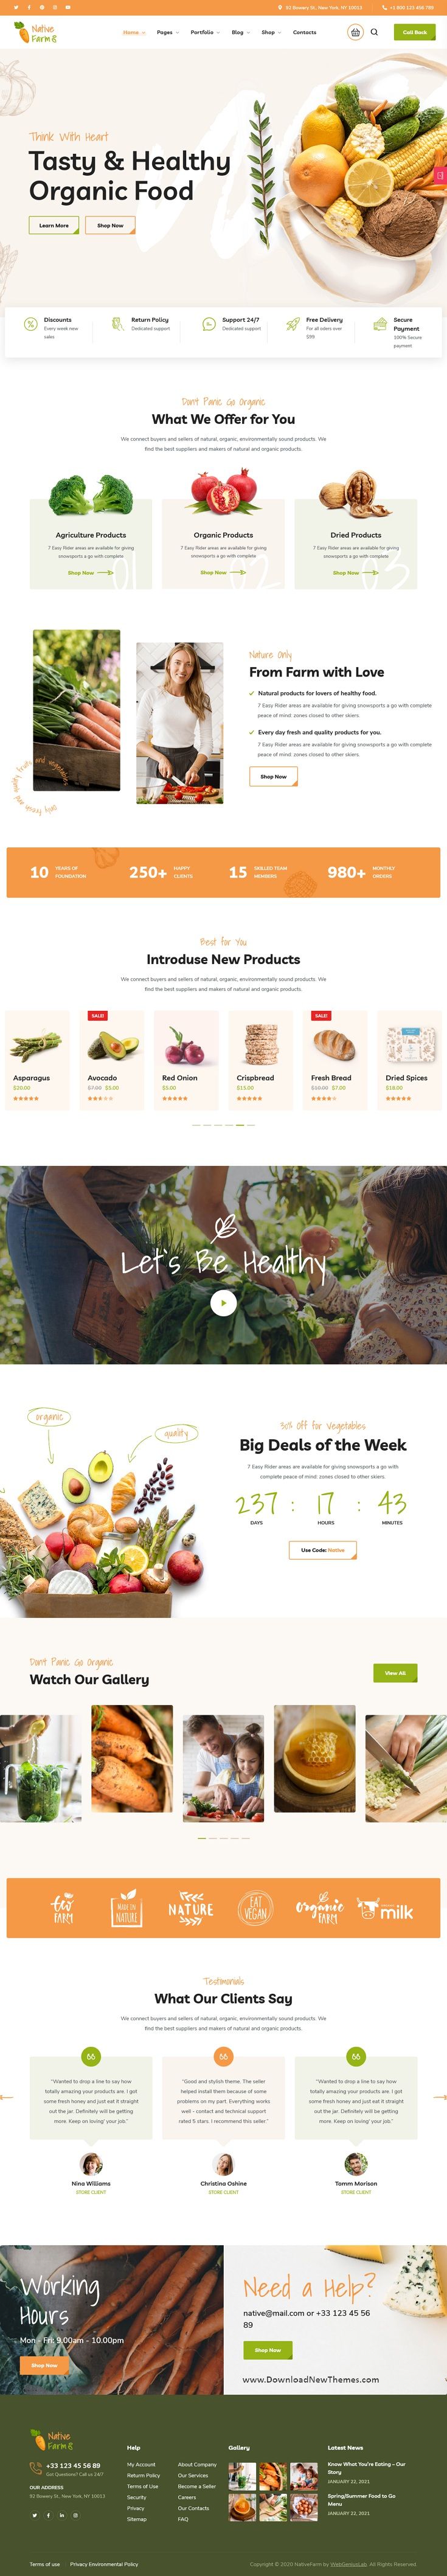 92 Bowery St., New York, NY 10013
+1 800 123 456 789
Native
Farm
Home
Pages
Portfolio
Blog
Shop
Contacts
Call Back
Think With Heart
Tasty & Healthy
Organic Food
Learn More
Shop Now
Discounts
Every week new
sales
Return Policy
Dedicated support
Support 24/7
Dedicated support
Free Delivery
For all oders over
$99
Secure
Payment
100% Secure
payment
Don't Panic Go Organic
What We Offer for You
We connect buyers and sellers of natural, organic, environmentally sound products. We
find the best suppliers and makers of natural and organic products.
Agriculture Products
7 Easy Rider areas are available for giving
snowsports a go with complete
Shop Now
01
Organic Products
7 Easy Rider areas are available for giving
snowsports a go with complete
Shop Now
02
Dried Products
7 Easy Rider areas are available for giving
snowsports a go with complete
Shop Now
03
Nature Only
From Farm with Love
Natural products for lovers of healthy food.
7 Easy Rider areas are available for giving snowsports a go with complete
peace of mind: zones closed to other skiers.
Every day fresh and quality products for you.
7 Easy Rider areas are available for giving snowsports a go with complete
peace of mind: zones closed to other skiers.
Shop Now
10
YEARS OF
FOUNDATION
250+
HAPPY
CLIENTS
15
SKILLED TEAM
MEMBERS
980+
MONTHLY
ORDERS
Best for You
Introduse New Products
We connect buyers and sellers of natural, organic, environmentally sound products. We
find the best suppliers and makers of natural and organic products.
Asparagus
$20.00
SALE!
Avocado
$7.00 $5.00
Red Onion
$5.00
Crispbread
$15.00
SALE!
Fresh Bread
$10.00 $7.00
Dried Spices
$18.00
Let's Be Healthy
organic
quality
30% Off for Vegetables
Big Deals of the Week
7 Easy Rider areas are available for giving snowsports a go with
complete peace of mind: zones closed to other skiers.
237 : 17 : 43
DAYS
HOURS
MINUTES
Use Code: Native
Don't Panic Go Organic
Watch Our Gallery
View All
eco
FARM
MADE IN
NATURE
NATURE
EAT
VEGAN
organic
FARM
milk
Testimonials
What Our Clients Say
We connect buyers and sellers of natural, organic, environmentally sound products. We
find the best suppliers and makers of natural and organic products.
"Wanted to drop a line to say how
totally amazing your products are. I got
some fresh honey and just eat it straight
out the jar. Definitely will be getting
more. Keep on loving' your job."
Nina Williams
STORE CLIENT
"Good and stylish theme. The seller
helped install them because of some
problems on my part. Everything works
well - contact and technical support
rated 5 stars. I recommend this seller."
Christina Oshine
STORE CLIENT
"Wanted to drop a line to say how
totally amazing your products are. I got
some fresh honey and just eat it straight
out the jar. Definitely will be getting
more. Keep on loving' your job."
Tomm Morison
STORE CLIENT
Working
Hours
Mon - Fri: 9.00am - 10.00pm
Shop Now
Need a Help?
native@mail.com or +33 123 45 56
89
Shop Now
www.DownloadNewThemes.com
Native
Farm
+33 123 45 56 89
Got Questions? Call us 24/7
OUR ADDRESS
92 Bowery St., New York, NY 10013
Help
My Account
Return Policy
Terms of Use
Security
Privacy
Sitemap
About Company
Our Services
Become a Seller
Careers
Our Contacts
FAQ
Gallery
Latest News
Know What You're Eating – Our
Story
JANUARY 22, 2021
Spring/Summer Food to Go
Menu
JANUARY 22, 2021
Terms of use
Privacy Environmental Policy
Copyright © 2020 NativeFarm by WebGeniusLab. All Rights Reserved